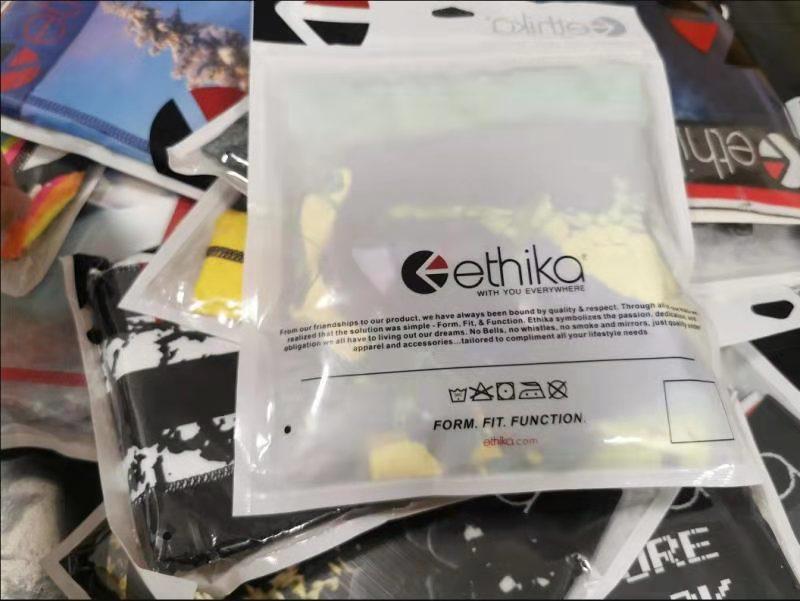 ethika
ethika
ethika
WITH YOU EVERYWHERE
From our friendships to our product, we have always been bound by quality & respect. Through all
realized that the solution was simple - Form, Fit, & Function. Ethika symbolizes the passion, dedication,
obligation we all have to living out our dreams. No Bells, no whistles, no smoke and mirrors, just quality
apparel and accessories...tailored to compliment all your lifestyle needs
FORM. FIT. FUNCTION.
ethika.com